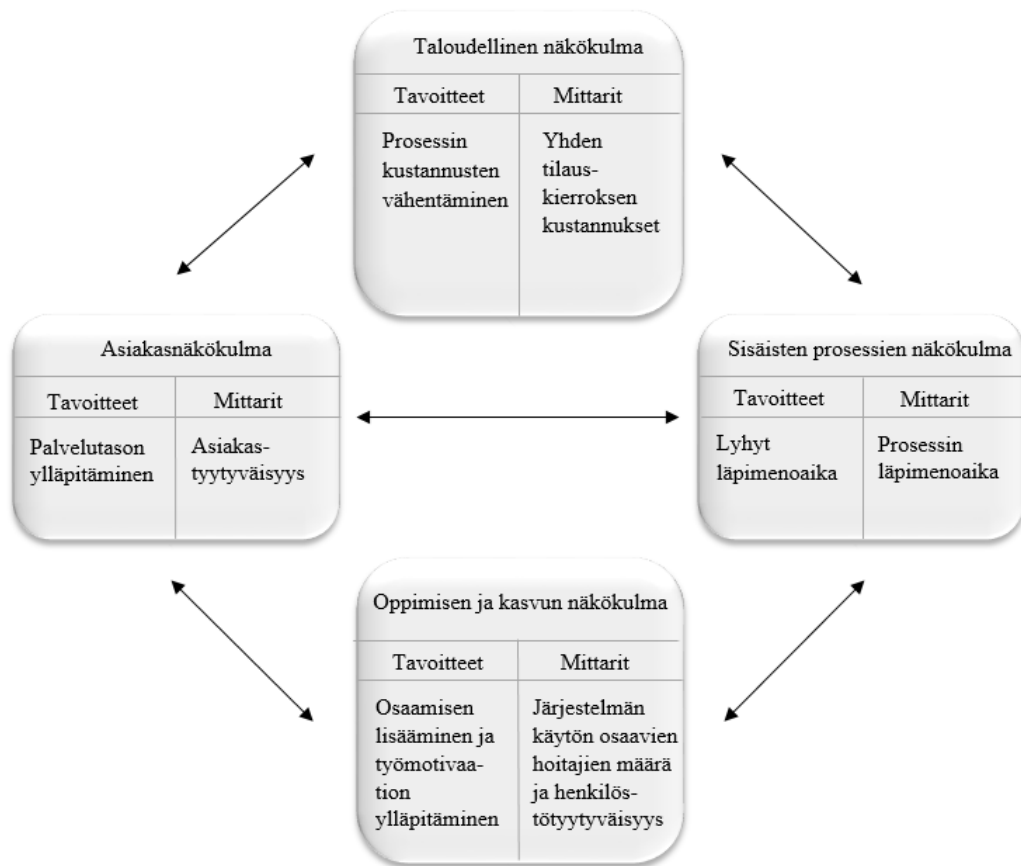 Taloudellinen näkökulma
Tavoitteet
Mittarit
Prosessin
kustannusten
vähentäminen
Yhden
tilaus-
kierroksen
kustannukset
Asiakasnäkökulma
Tavoitteet
Mittarit
Palvelutason
ylläpitäminen
Asiakas-
tyytyväisyys
Sisäisten prosessien näkökulma
Tavoitteet
Mittarit
Lyhyt
läpimenoaika
Prosessin
läpimenoaika
Oppimisen ja kasvun näkökulma
Tavoitteet
Mittarit
Osaamisen
lisääminen ja
työmotivaa-
tion
ylläpitäminen
Järjestelmän
käytön osaavien
hoitajien määrä
ja henkilös-
tötyytyväisyys